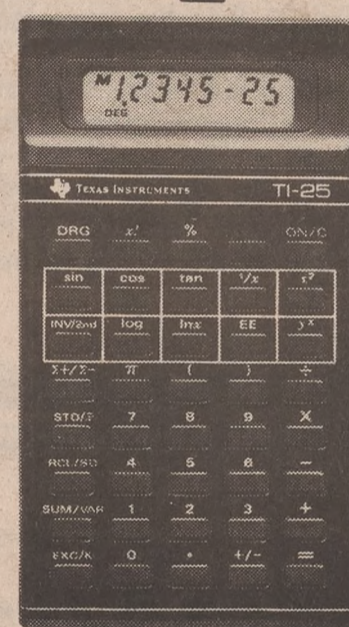 M 1.2345-25
DEG
TEXAS INSTRUMENTS TI-25
DRG x! % ON/C
sin cos tan 1/x x²
INV/2nd log lnx EE yˣ
Σ+/Σ- π ( ) ÷
STO/x̄ 7 8 9 X
RCL/SD 4 5 6 −
SUM/VAR 1 2 3 +
EXC/K 0 • +/- =